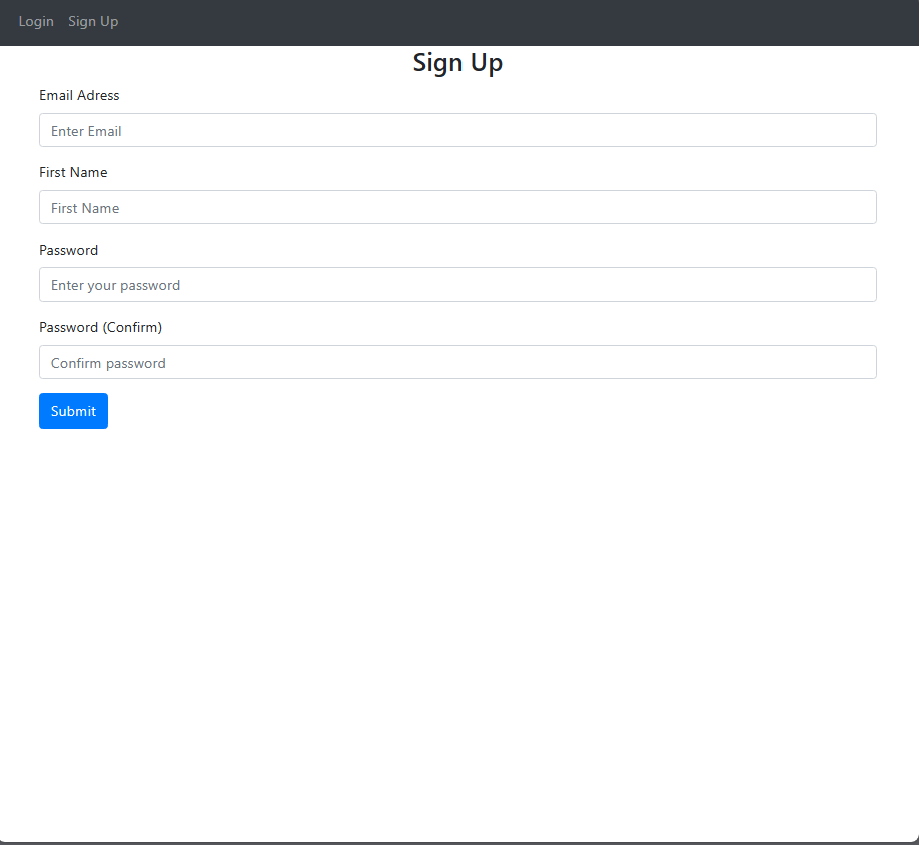 Login Sign Up
Sign Up
Email Adress
Enter Email
First Name
First Name
Password
Enter your password
Password (Confirm)
Confirm password
Submit